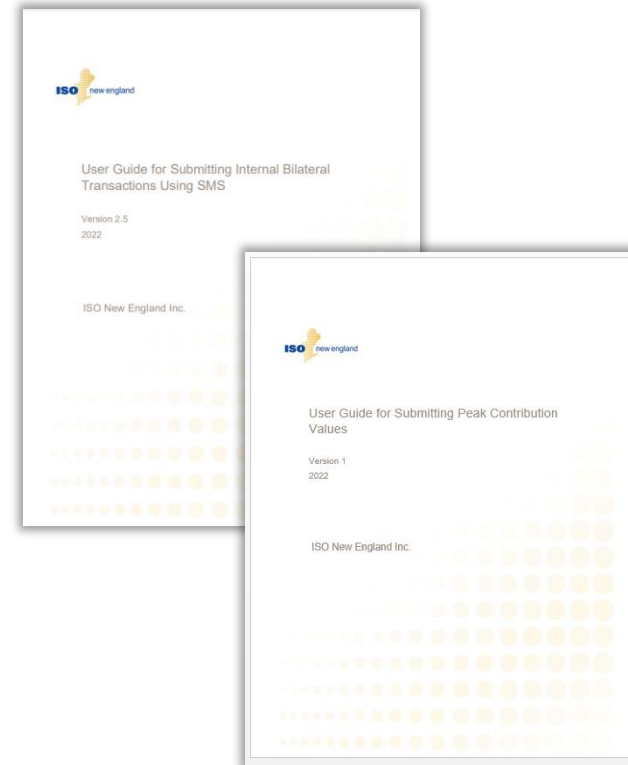 ISO new england
User Guide for Submitting Internal Bilateral
Transactions Using SMS
Version 2.5
2022
ISO New England Inc.
ISO new england
User Guide for Submitting Peak Contribution
Values
Version 1
2022
ISO New England Inc.